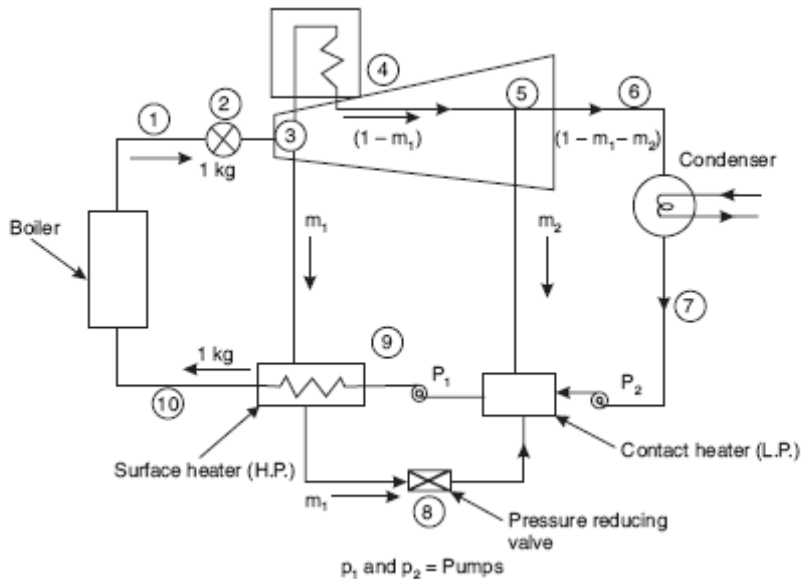 ④
②
⑤
⑥
①
③
(1 – m₁)
(1 – m₁– m₂)
1 kg
Condenser
Boiler
m₁
m₂
⑦
1 kg
⑨
P₁
P₂
⑩
Surface heater (H.P.)
Contact heater (L.P.)
m₁
⑧
Pressure reducing
valve
p₁ and p₂ = Pumps